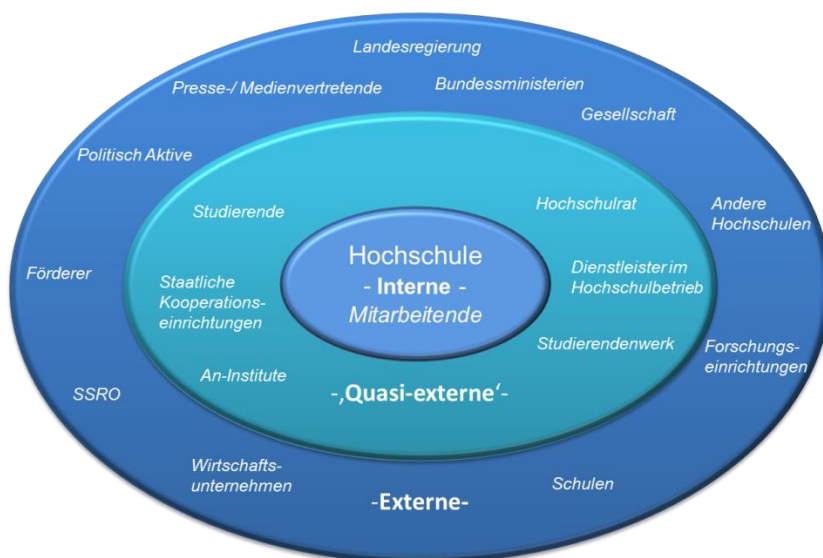 Landesregierung
Presse-/ Medienvertretende
Bundessministerien
Gesellschaft
Politisch Aktive
Studierende
Hochschulrat
Andere
Hochschulen
Hochschule
- Interne -
Mitarbeitende
Förderer
Staatliche
Kooperations-
einrichtungen
Dienstleister im
Hochschulbetrieb
Studierendenwerk
Forschungs-
einrichtungen
An-Institute
-‚Quasi-externe‘-
SSRO
Wirtschafts-
unternehmen
-Externe-
Schulen